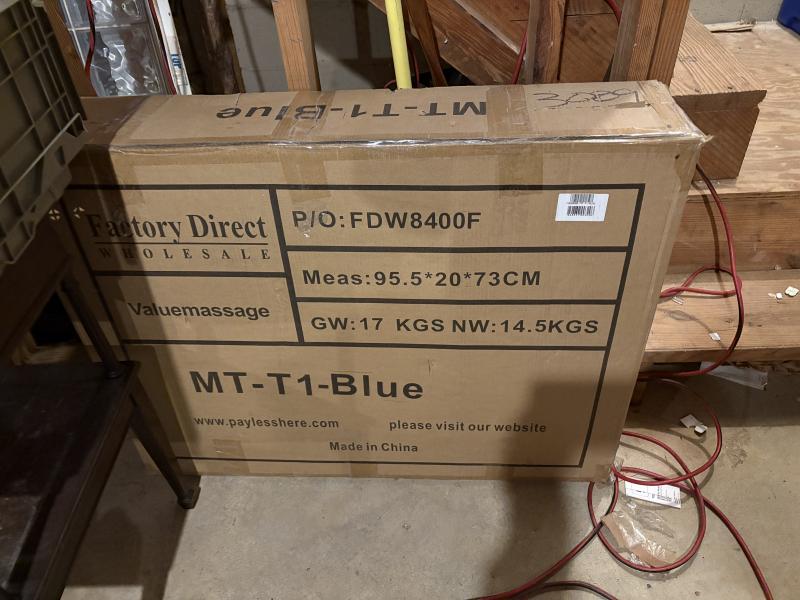 MT-T1-Blue
Factory Direct
WHOLESALE
P/O:FDW8400F
Meas:95.5*20*73CM
Valuemassage
GW:17 KGS NW:14.5KGS
MT-T1-Blue
www.paylesshere.com please visit our website
Made in China